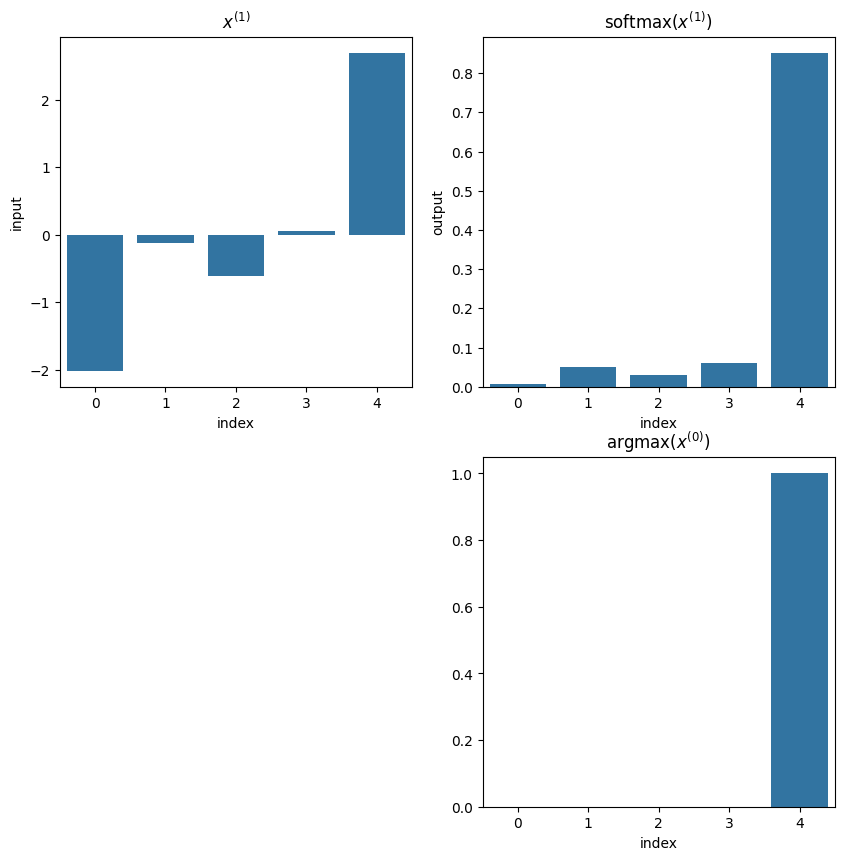 x^(1)
input
2
1
0
−1
−2
0 1 2 3 4
index
softmax(x^(1))
output
0.8
0.7
0.6
0.5
0.4
0.3
0.2
0.1
0.0
0 1 2 3 4
index
argmax(x^(0))
1.0
0.8
0.6
0.4
0.2
0.0
0 1 2 3 4
index